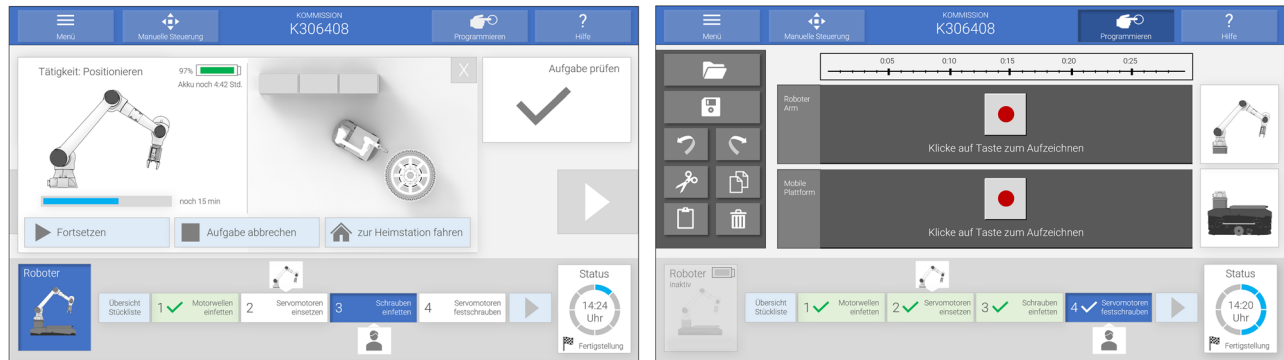 Menü
Manuelle Steuerung
KOMMISSION
K306408
Programmieren
?
Hilfe
Tätigkeit: Positionieren
97%
Akku noch 4:42 Std.
X
Aufgabe prüfen
noch 15 min
Fortsetzen
Aufgabe abbrechen
zur Heimstation fahren
Roboter
Übersicht
Stückliste
1
Motorwellen
einfetten
2
Servomotoren
einsetzen
3
Schrauben
einfetten
4
Servomotoren
festschrauben
Status
14:24
Uhr
Fertigstellung
Menü
Manuelle Steuerung
KOMMISSION
K306408
Programmieren
?
Hilfe
0:05 0:10 0:15 0:20 0:25
Roboter
Arm
Klicke auf Taste zum Aufzeichnen
Mobile
Plattform
Klicke auf Taste zum Aufzeichnen
Roboter
inaktiv
Übersicht
Stückliste
1
Motorwellen
einfetten
2
Servomotoren
einsetzen
3
Schrauben
einfetten
4
Servomotoren
festschrauben
Status
14:20
Uhr
Fertigstellung